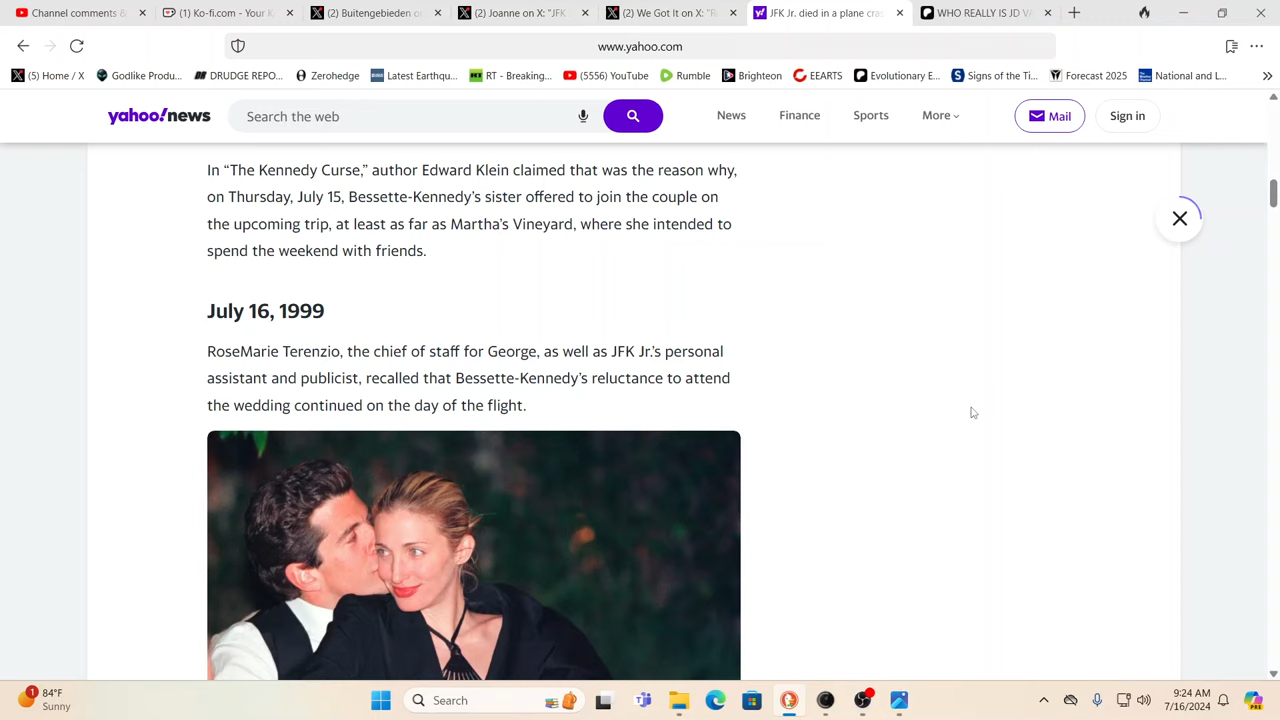 Channel comments &
(1) Ko-fi.com - Your K
(2) Buitengebieden o
(2) Joanne on X: "JFK
(2) We Got It on X: "R
JFK Jr. died in a plane cras
WHO REALLY IS JD VA
www.yahoo.com
(5) Home / X
Godlike Produ...
DRUDGE REPO...
Zerohedge
Latest Earthqu...
RT - Breaking...
(5556) YouTube
Rumble
Brighteon
EEARTS
Evolutionary E...
Signs of the Ti...
Forecast 2025
National and L...
yahoo!news
Search the web
News
Finance
Sports
More
Mail
Sign in
In “The Kennedy Curse,” author Edward Klein claimed that was the reason why,
on Thursday, July 15, Bessette-Kennedy’s sister offered to join the couple on
the upcoming trip, at least as far as Martha’s Vineyard, where she intended to
spend the weekend with friends.
July 16, 1999
RoseMarie Terenzio, the chief of staff for George, as well as JFK Jr.’s personal
assistant and publicist, recalled that Bessette-Kennedy’s reluctance to attend
the wedding continued on the day of the flight.
1
84°F
Sunny
Search
PRE
9:24 AM
7/16/2024